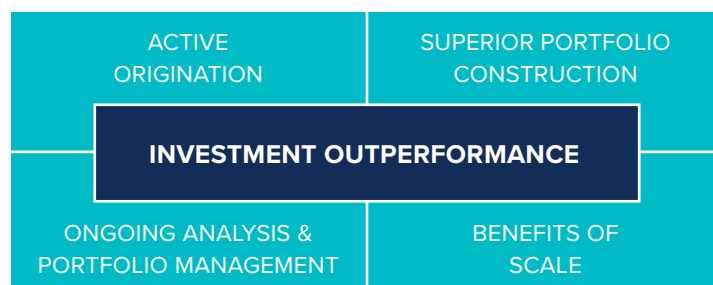 ACTIVE
ORIGINATION
SUPERIOR PORTFOLIO
CONSTRUCTION
INVESTMENT OUTPERFORMANCE
ONGOING ANALYSIS &
PORTFOLIO MANAGEMENT
BENEFITS OF
SCALE